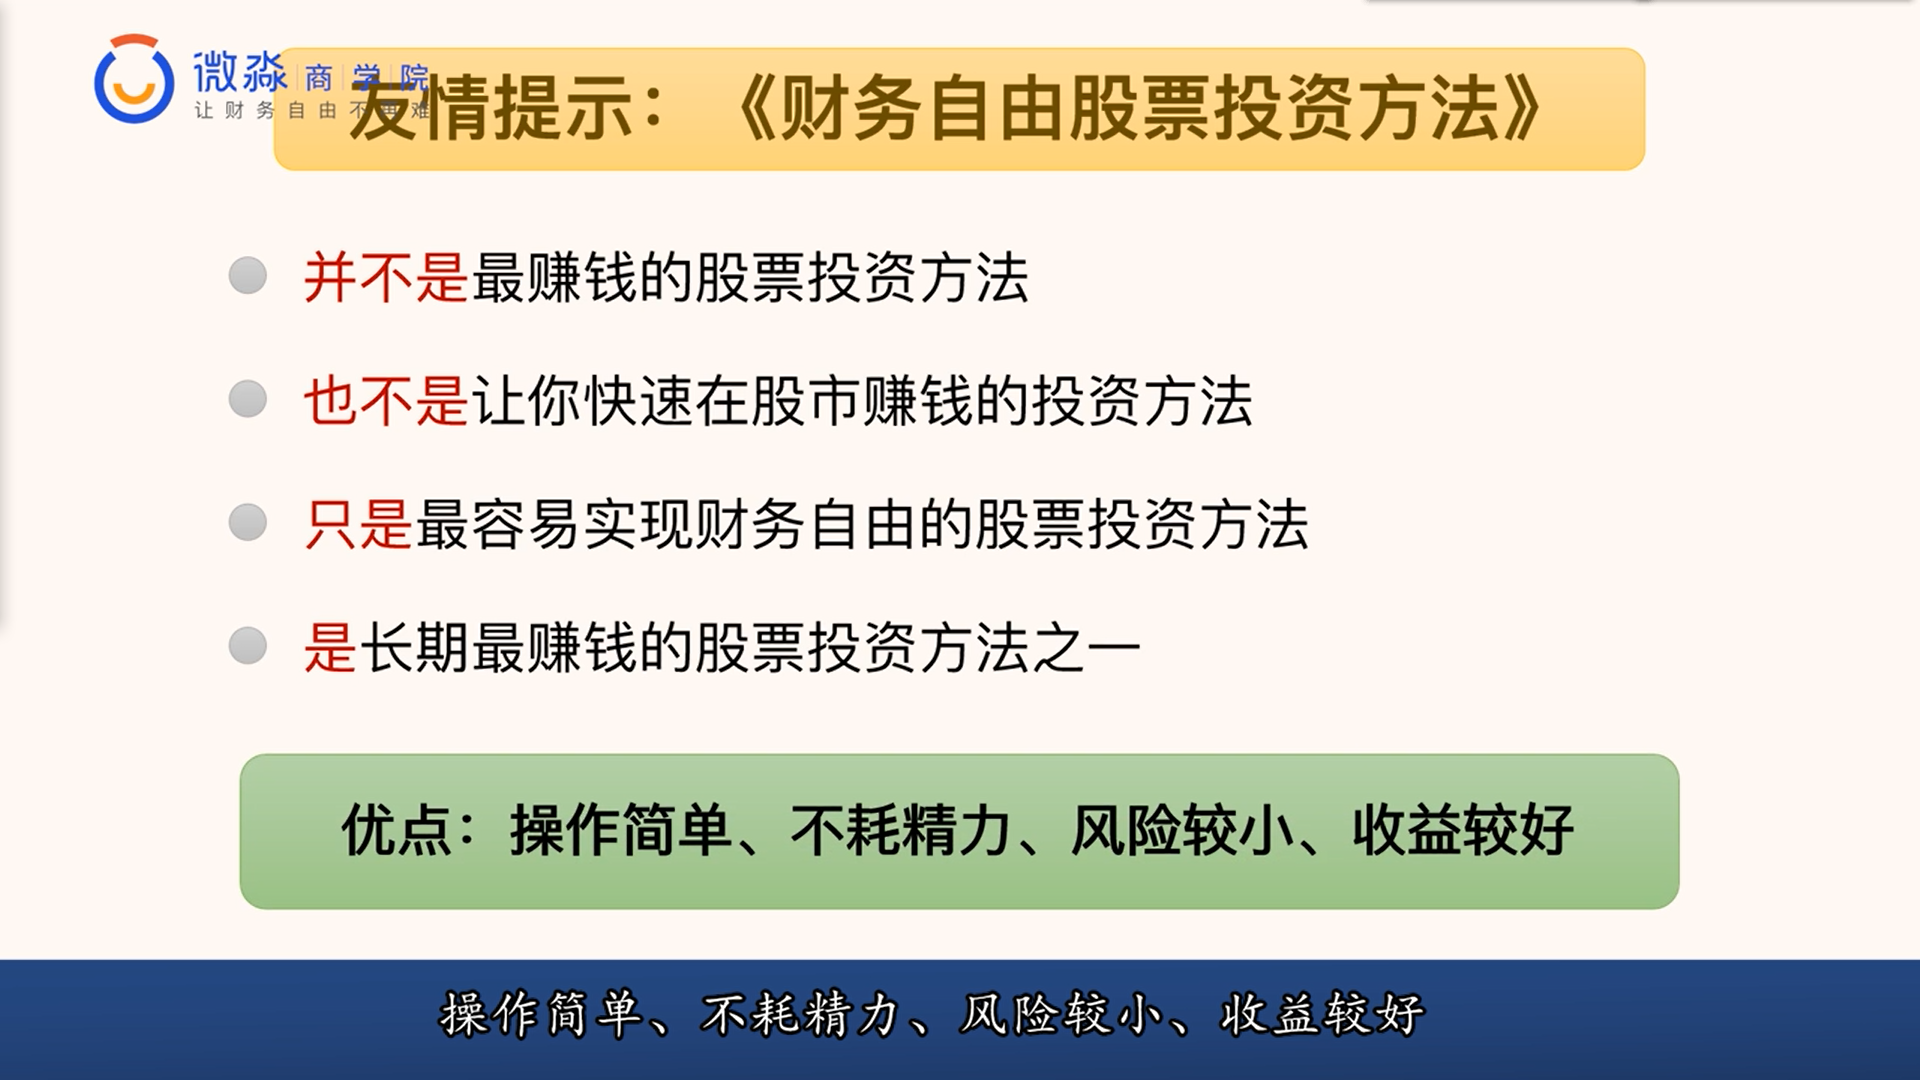 微淼 商学院
让财务自由不再难
友情提示：《财务自由股票投资方法》
并不是最赚钱的股票投资方法
也不是让你快速在股市赚钱的投资方法
只是最容易实现财务自由的股票投资方法
是长期最赚钱的股票投资方法之一
优点：操作简单、不耗精力、风险较小、收益较好
操作简单、不耗精力、风险较小、收益较好